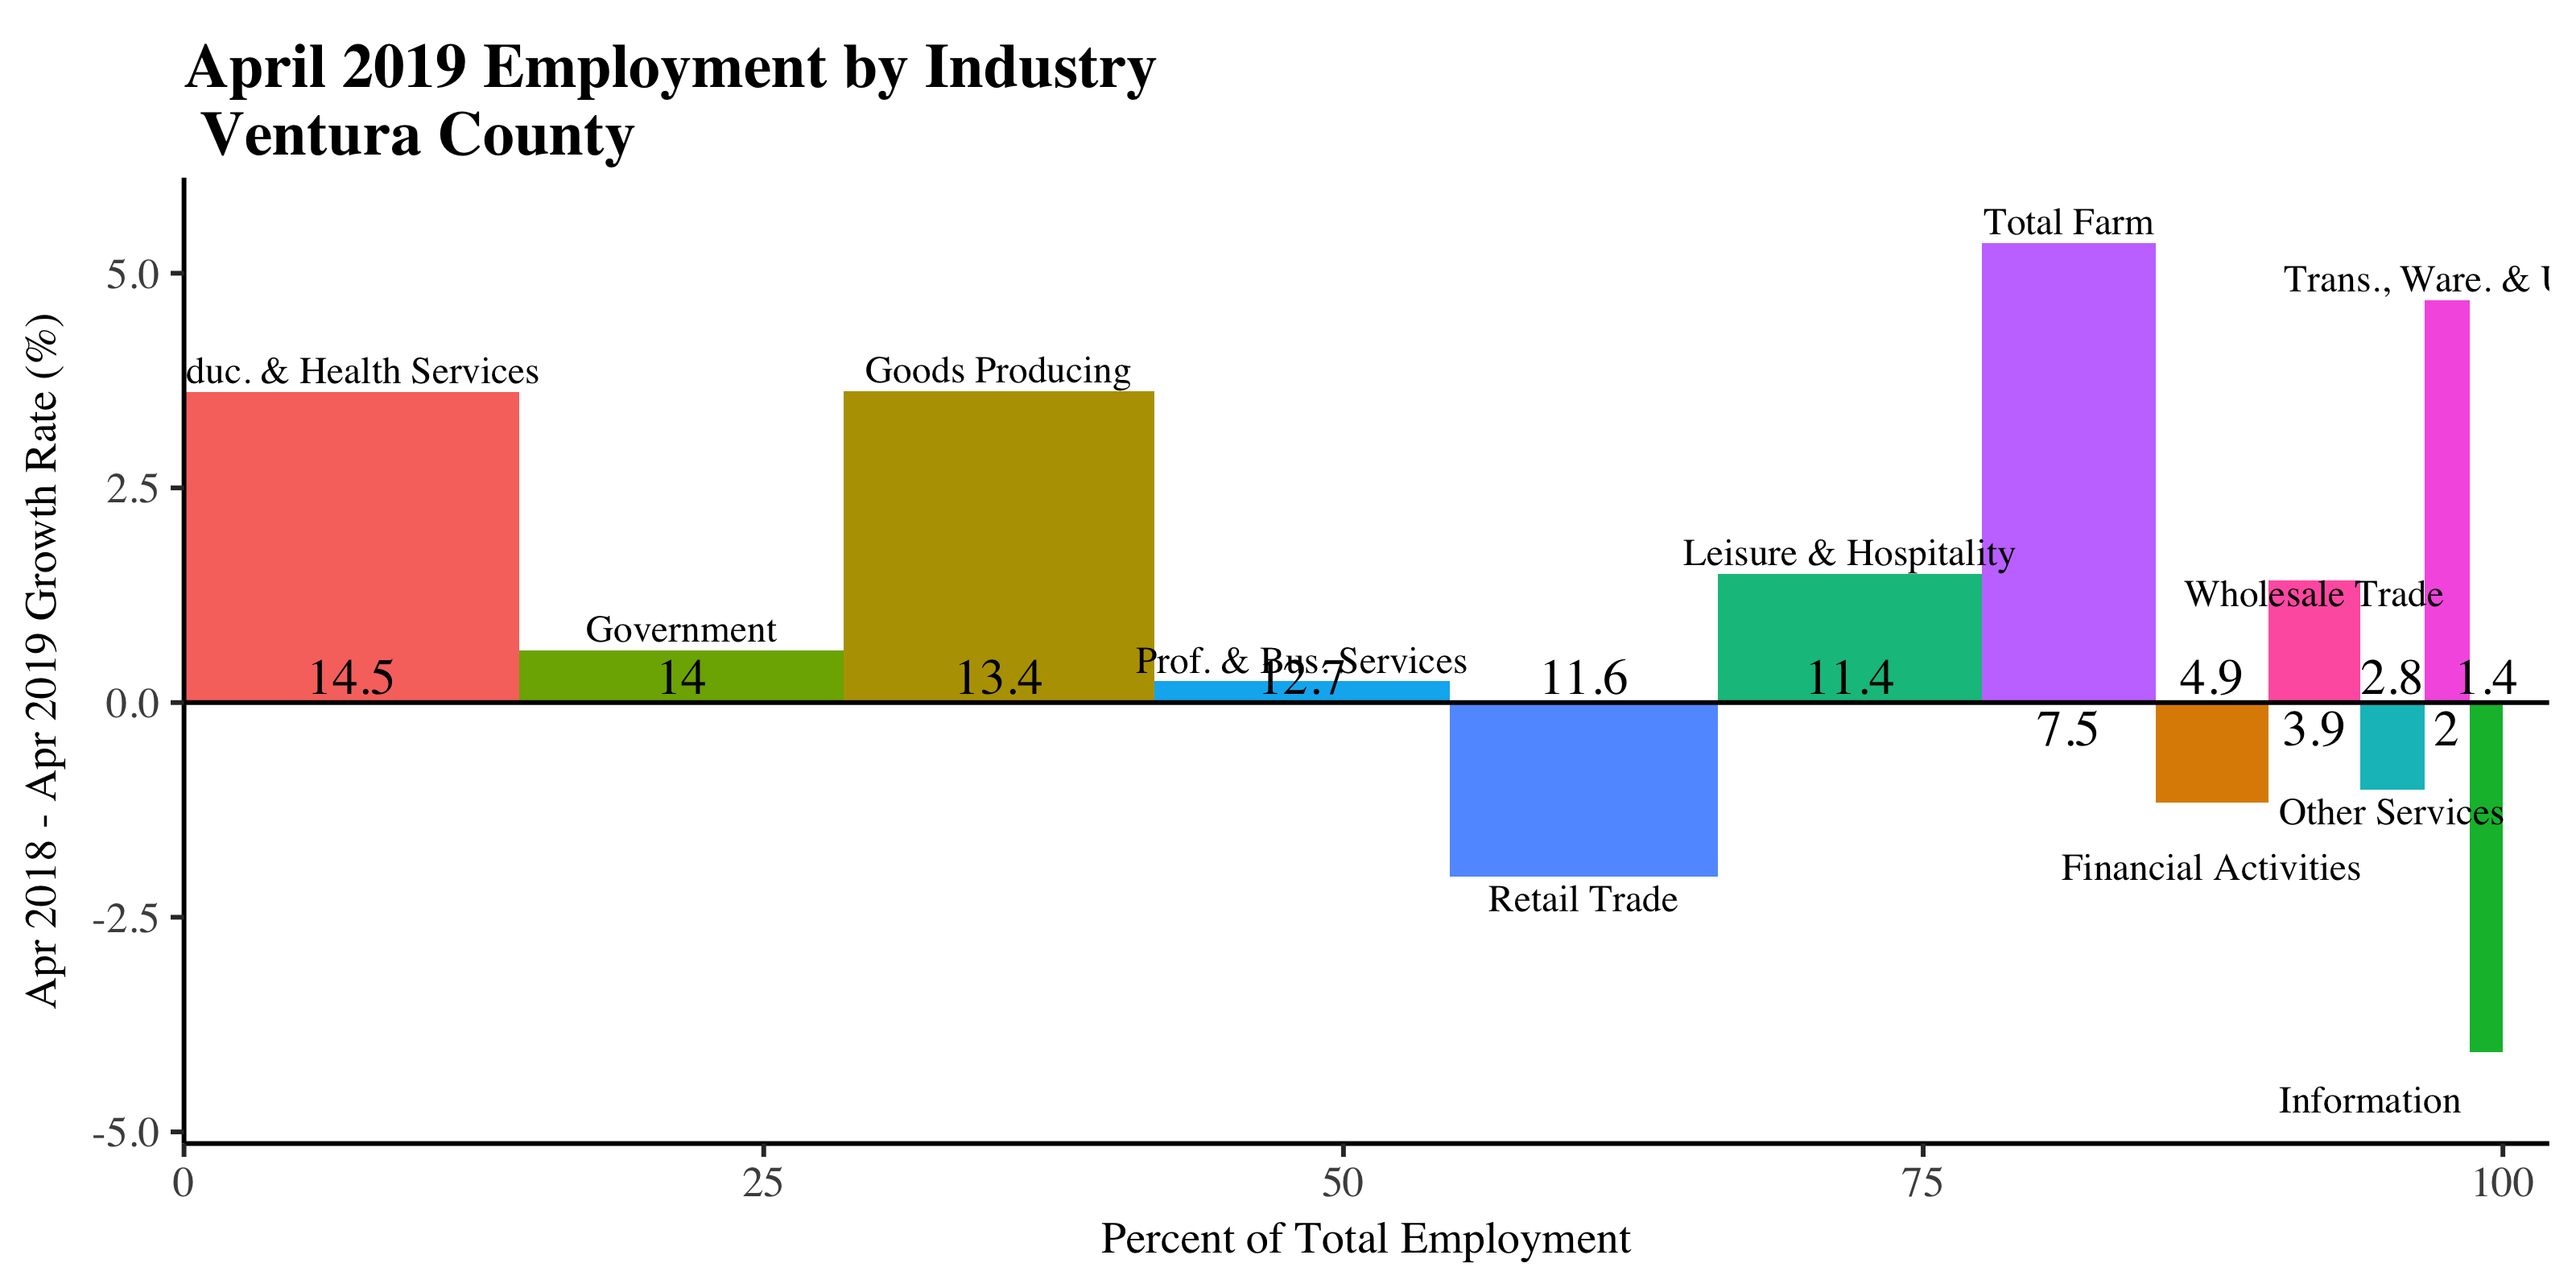 April 2019 Employment by Industry
Ventura County
Apr 2018 - Apr 2019 Growth Rate (%)
5.0
2.5
0.0
-2.5
-5.0
Total Farm
Trans., Ware. & U
duc. & Health Services
Goods Producing
Leisure & Hospitality
Wholesale Trade
Government
Prof. & Bus. Services
14.5
14
13.4
12.7
11.6
11.4
4.9
2.8
1.4
7.5
3.9
2
Other Services
Financial Activities
Retail Trade
Information
0
25
50
75
100
Percent of Total Employment